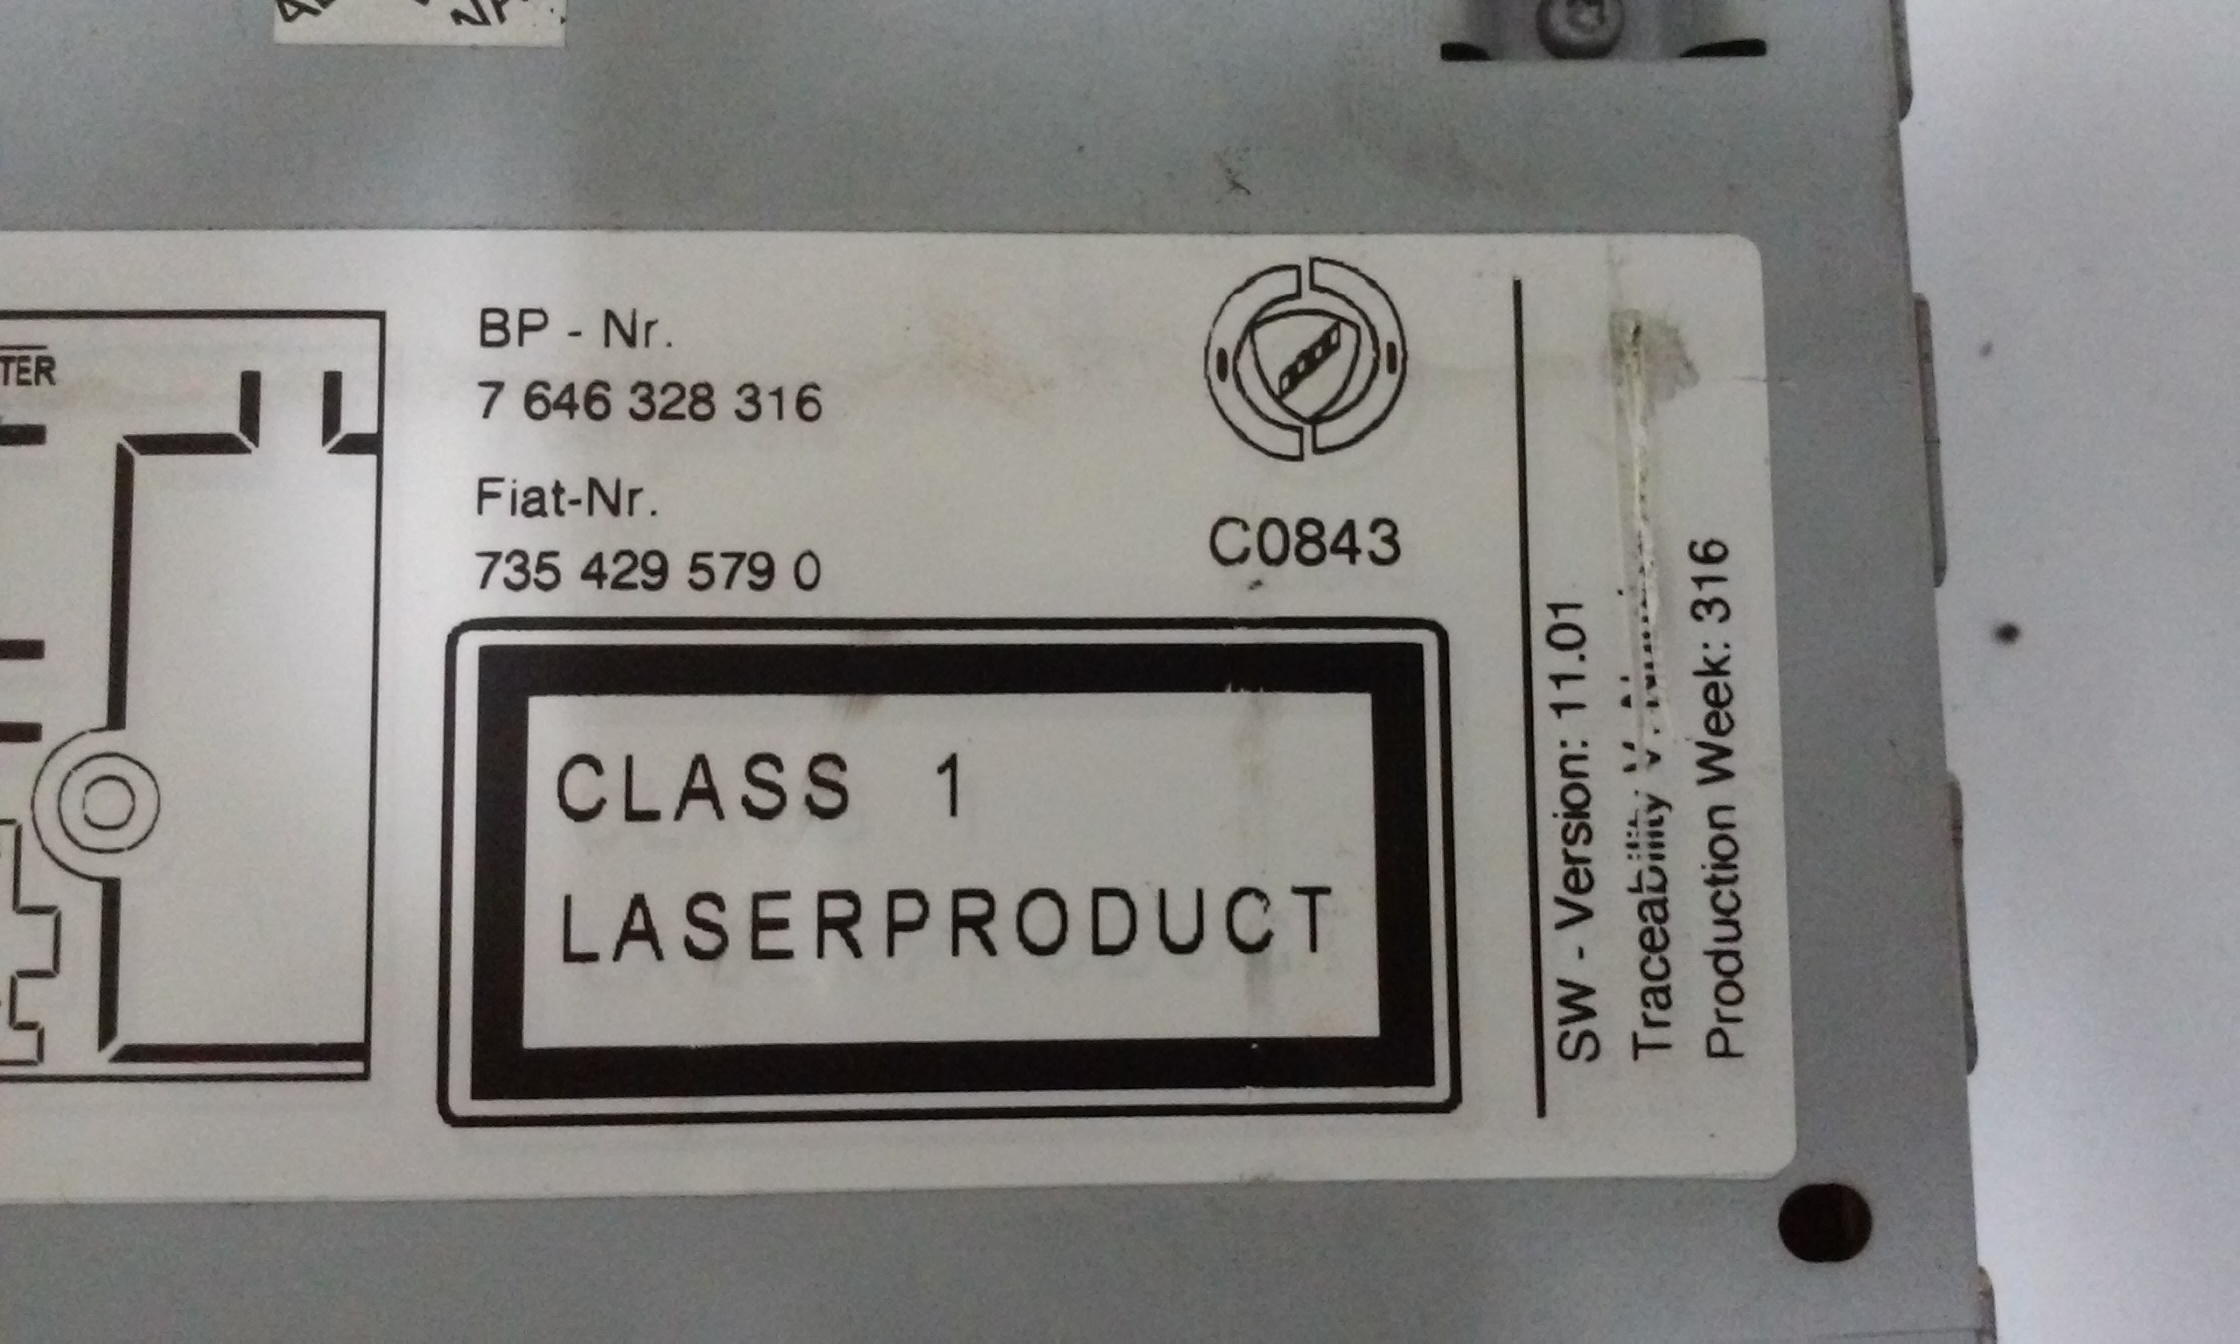 TER
BP - Nr.
7 646 328 316
Fiat-Nr.
735 429 579 0
C0843
CLASS 1
LASERPRODUCT
SW - Version: 11.01
Traceability
Production Week: 316